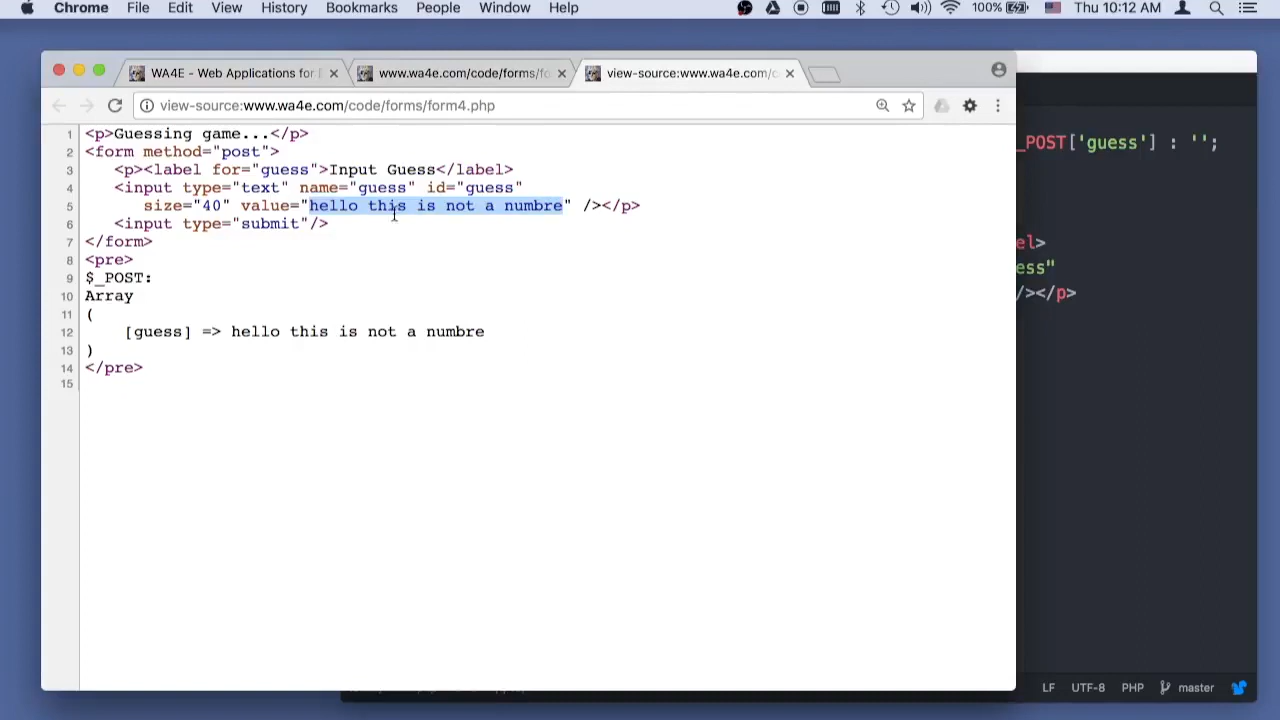 Chrome File Edit View History Bookmarks People Window Help 100% Thu 10:12 AM
WA4E - Web Applications for E
www.wa4e.com/code/forms/fo
view-source:www.wa4e.com/c
view-source:www.wa4e.com/code/forms/form4.php
1 <p>Guessing game...</p>
2 <form method="post">
3 <p><label for="guess">Input Guess</label>
4 <input type="text" name="guess" id="guess"
5 size="40" value="hello this is not a numbre" /></p>
6 <input type="submit"/>
7 </form>
8 <pre>
9 $_POST:
10 Array
11 (
12 [guess] => hello this is not a numbre
13 )
14 </pre>
15
_POST['guess'] : '';
el>
ess"
/></p>
LF UTF-8 PHP master